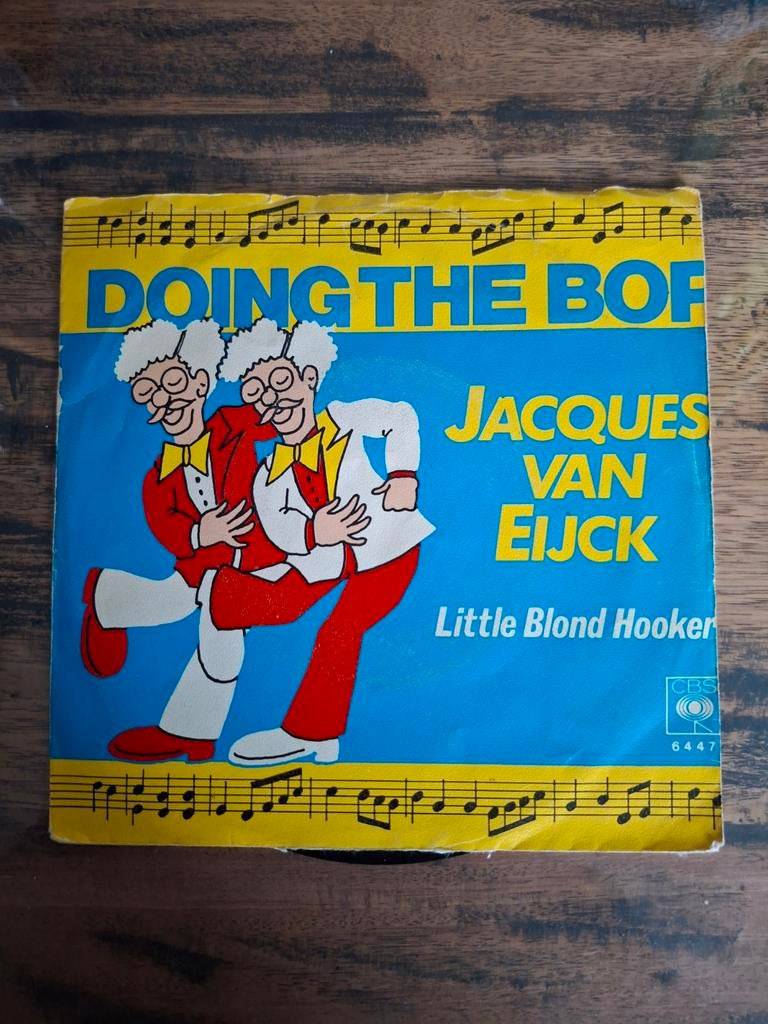 DOING THE BOP
JACQUES
VAN
EIJCK
Little Blond Hooker
CBS
6447